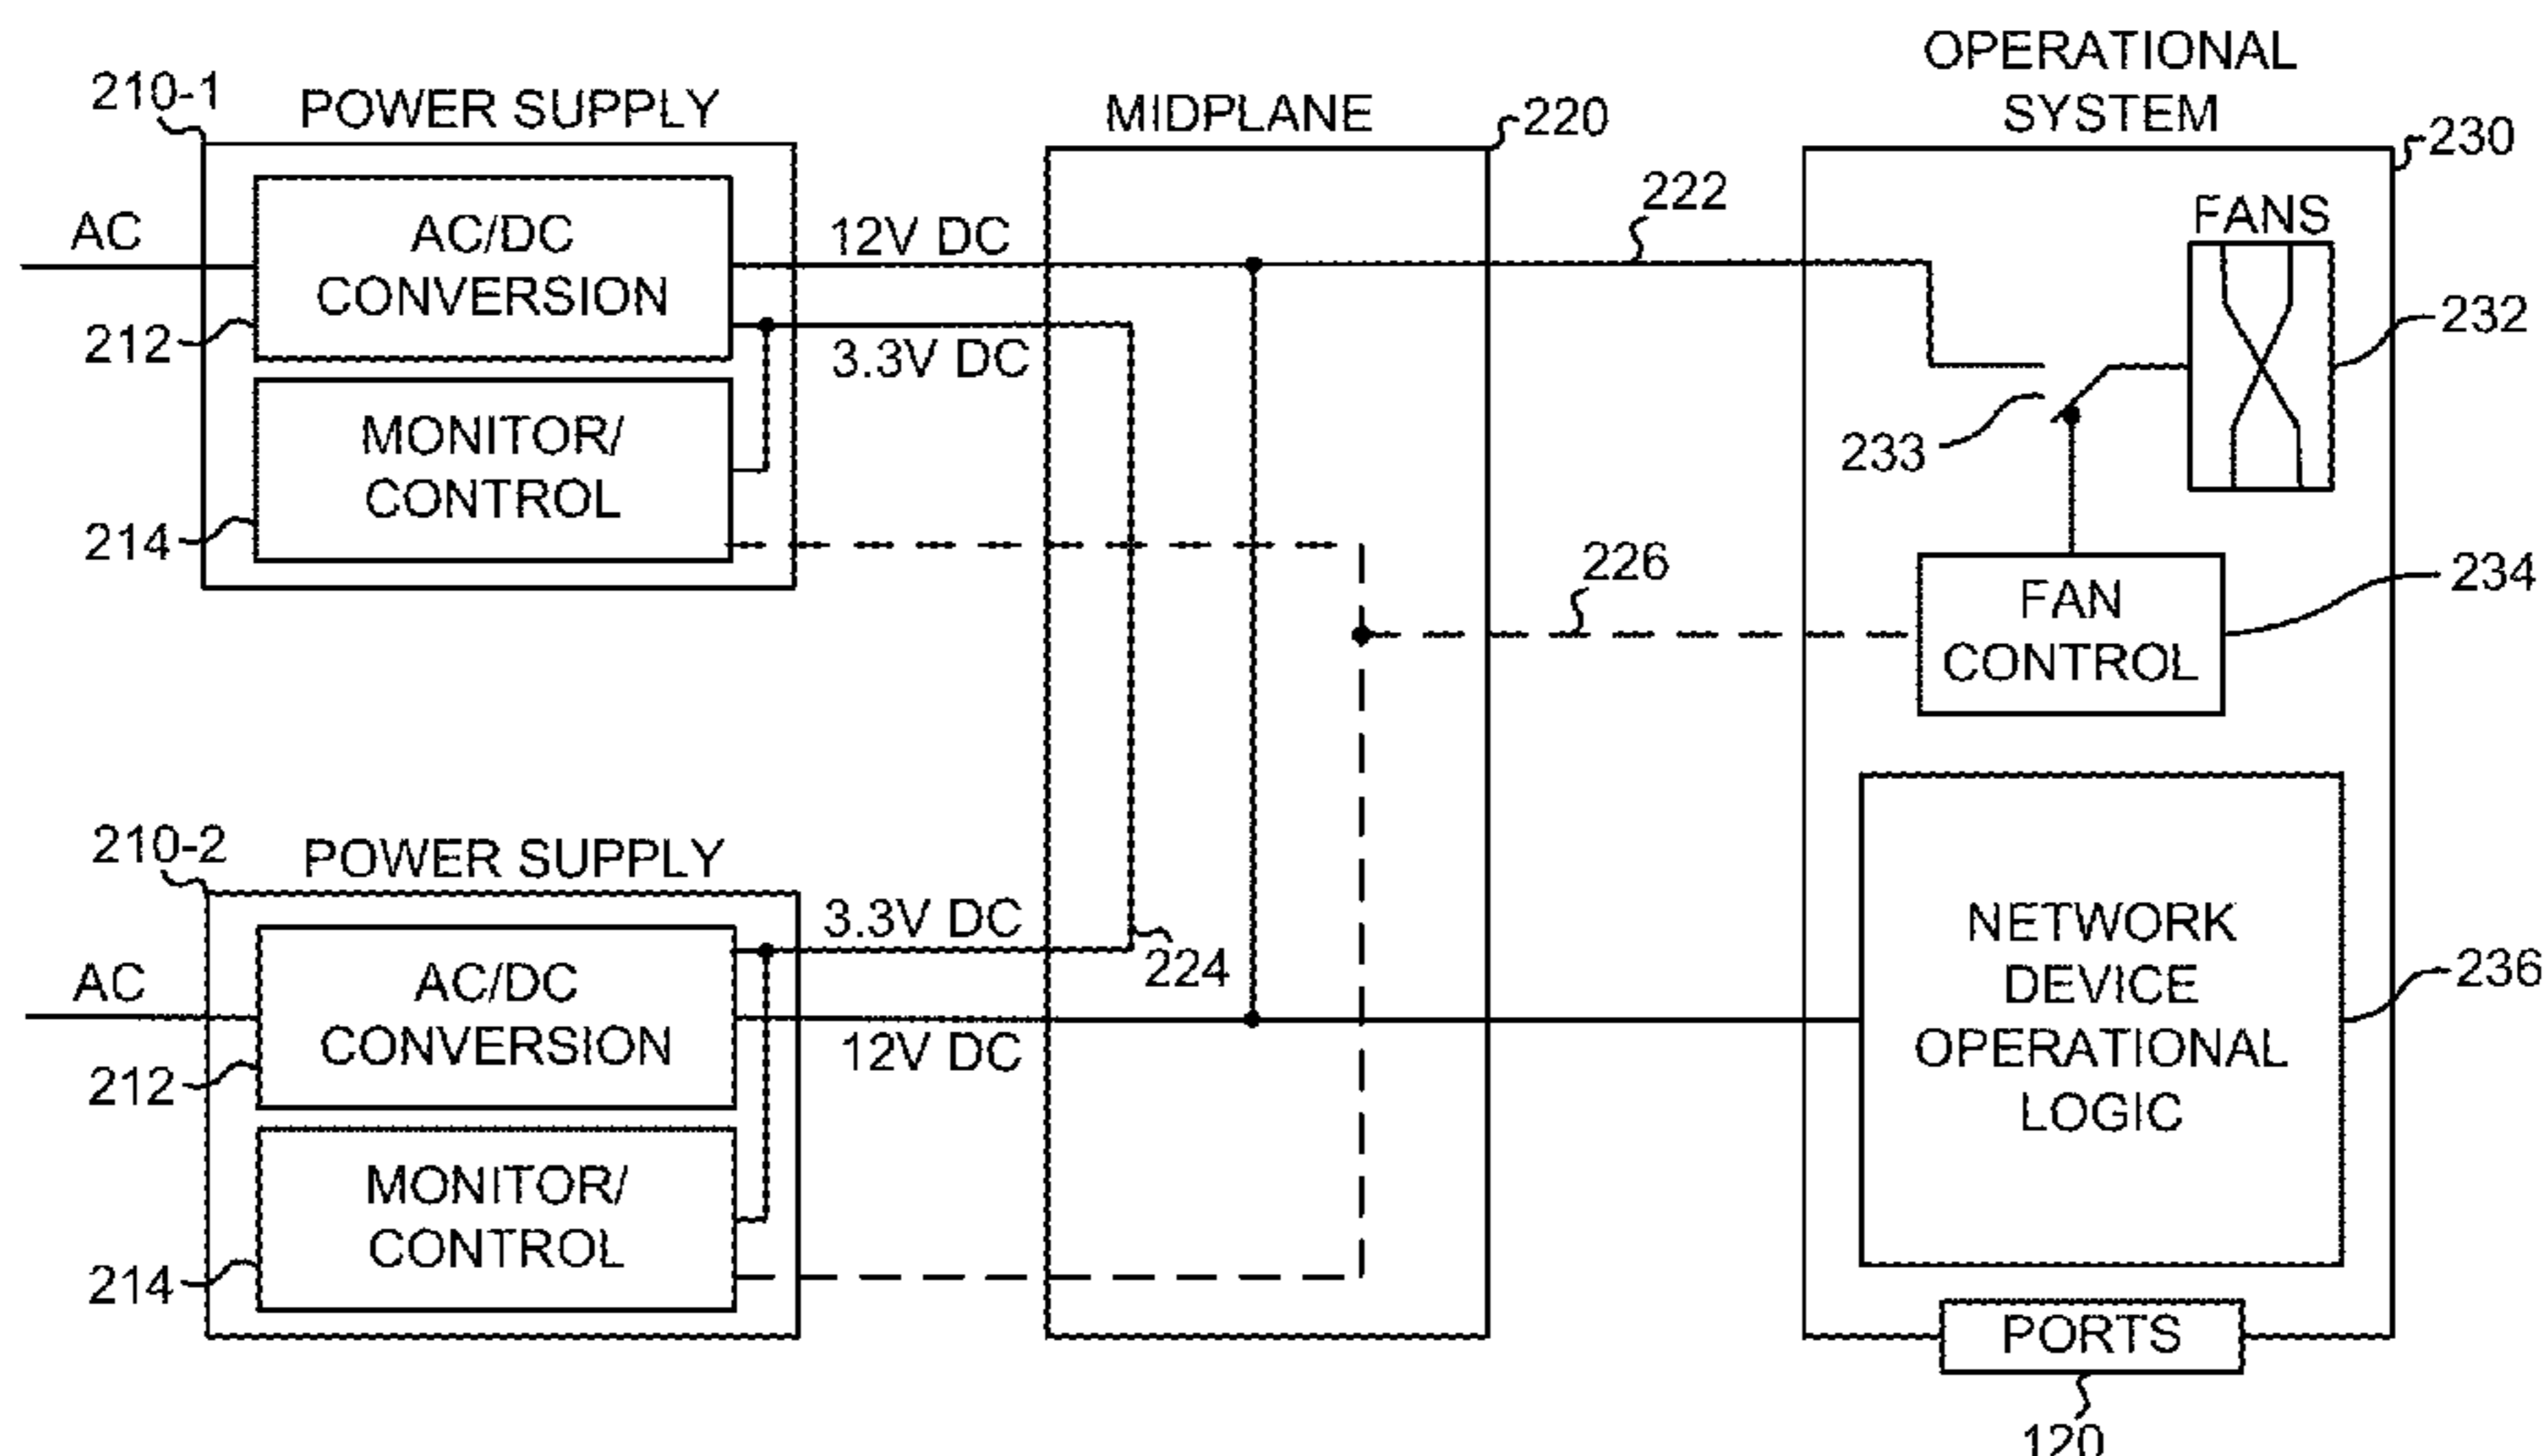 OPERATIONAL
SYSTEM
210-1
POWER SUPPLY
MIDPLANE
220
230
AC
AC/DC
CONVERSION
212
12V DC
3.3V DC
222
FANS
232
233
MONITOR/
CONTROL
214
226
FAN
CONTROL
234
210-2
POWER SUPPLY
AC
AC/DC
CONVERSION
212
3.3V DC
224
12V DC
NETWORK
DEVICE
OPERATIONAL
LOGIC
236
MONITOR/
CONTROL
214
PORTS
120